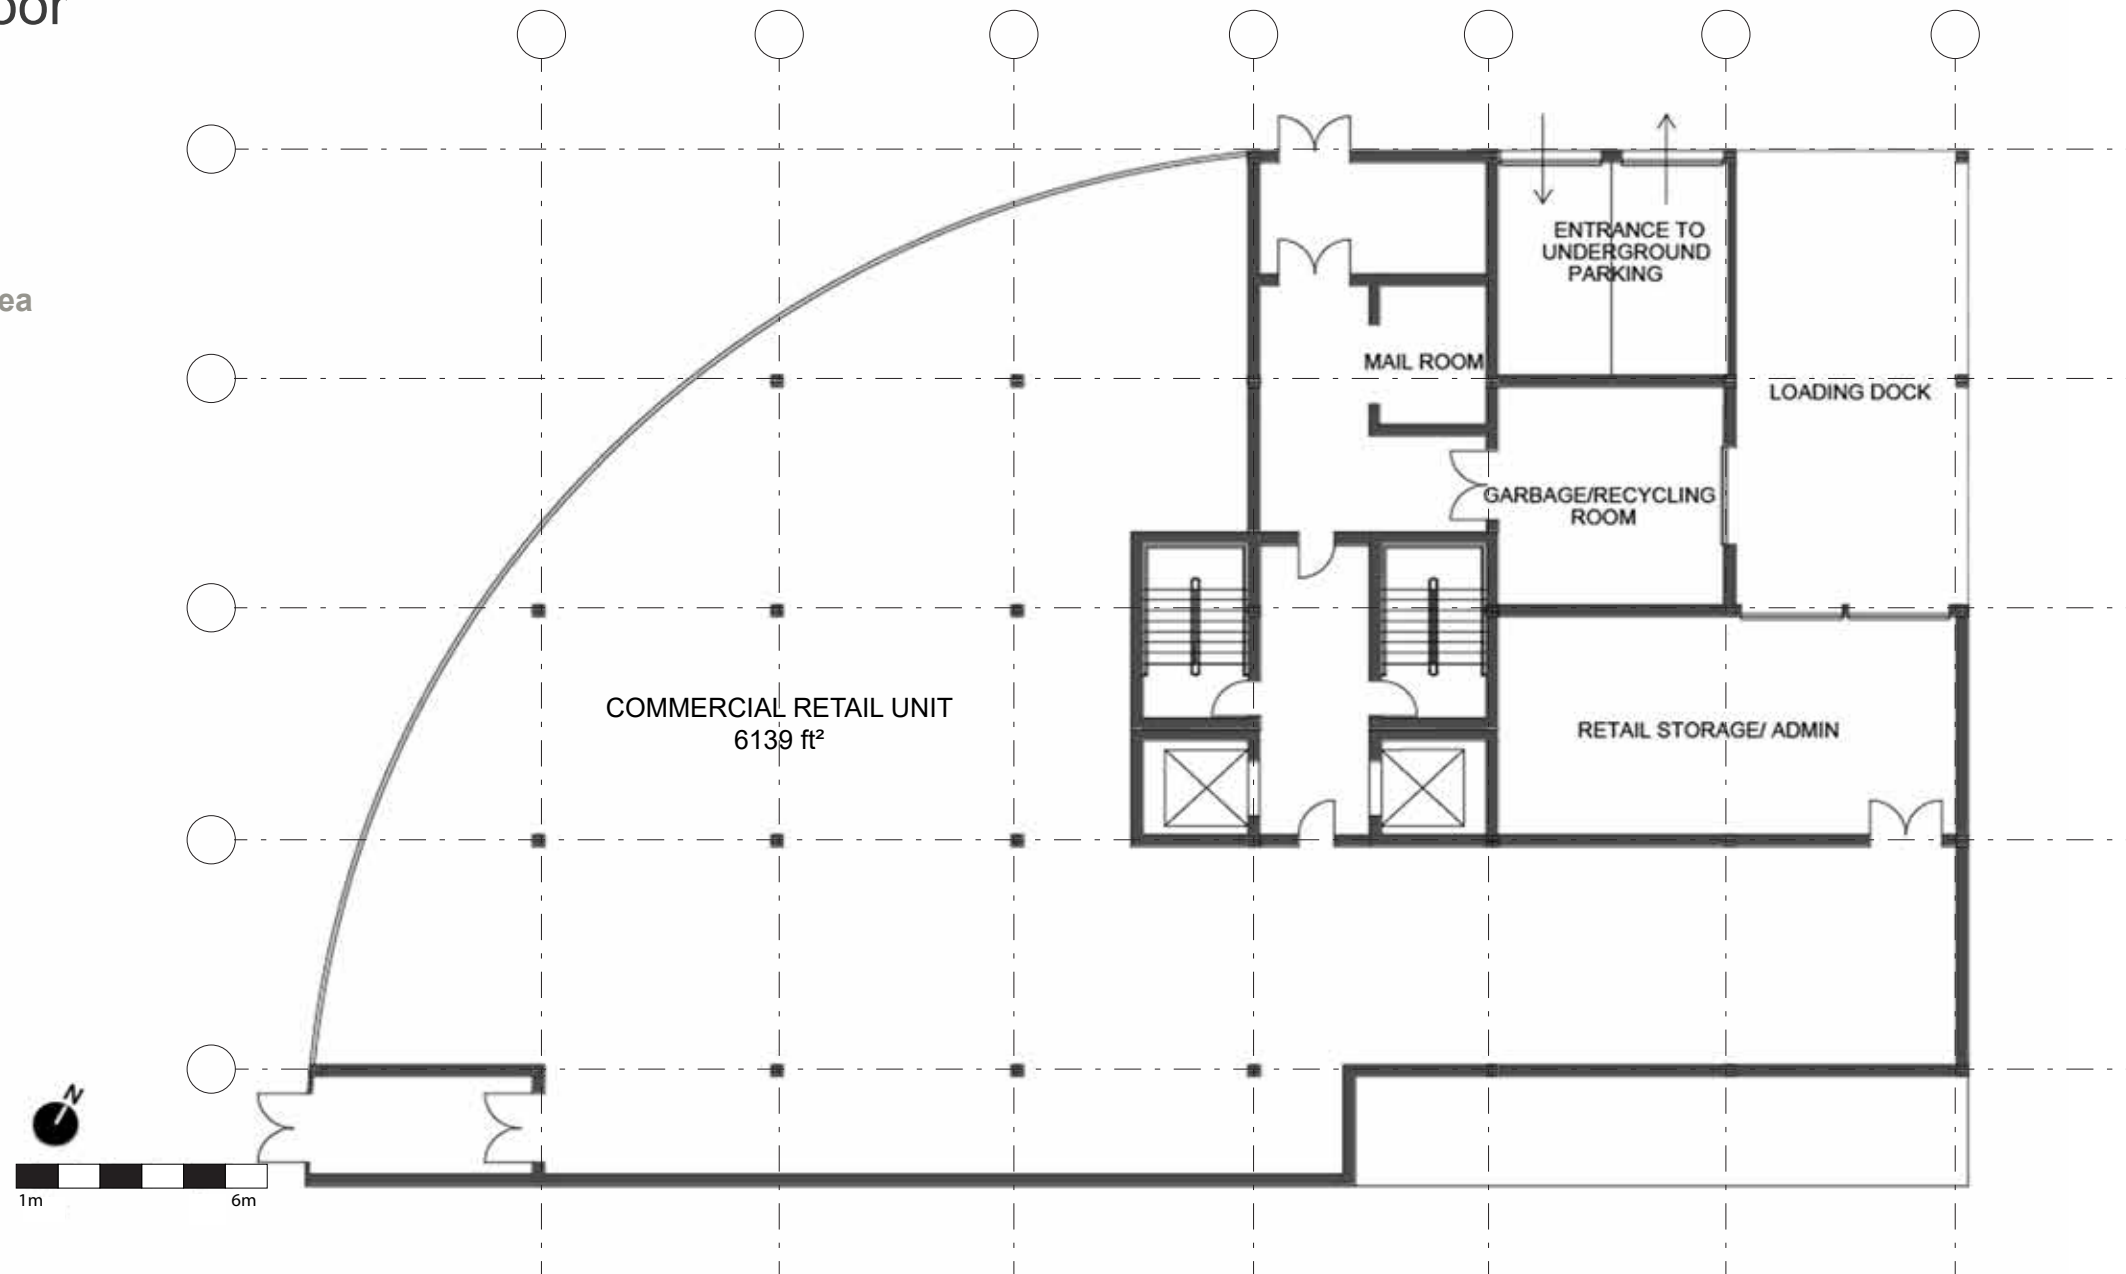 oor
ea
ENTRANCE TO
UNDERGROUND
PARKING
MAIL ROOM
LOADING DOCK
GARBAGE/RECYCLING
ROOM
COMMERCIAL RETAIL UNIT
6139 ft²
RETAIL STORAGE/ ADMIN
N
1m
6m